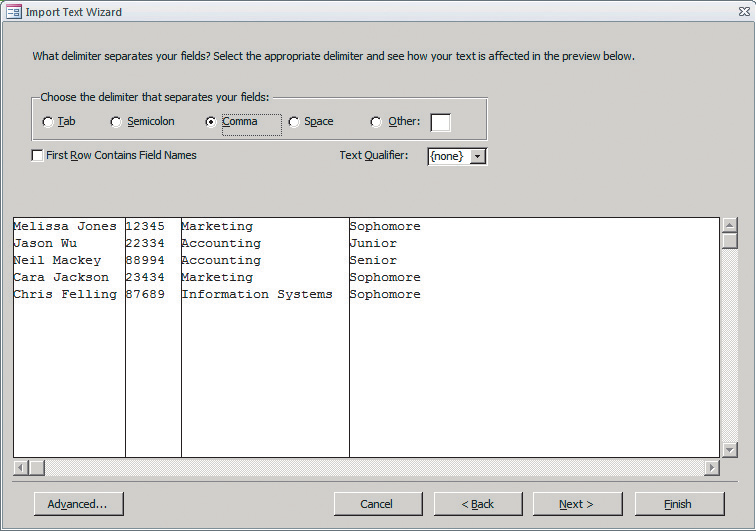 Import Text Wizard
What delimiter separates your fields? Select the appropriate delimiter and see how your text is affected in the preview below.
Choose the delimiter that separates your fields:
Tab Semicolon Comma Space Other:
First Row Contains Field Names Text Qualifier: {none}
Melissa Jones 12345 Marketing Sophomore
Jason Wu 22334 Accounting Junior
Neil Mackey 88994 Accounting Senior
Cara Jackson 23434 Marketing Sophomore
Chris Felling 87689 Information Systems Sophomore
Advanced... Cancel < Back Next > Finish